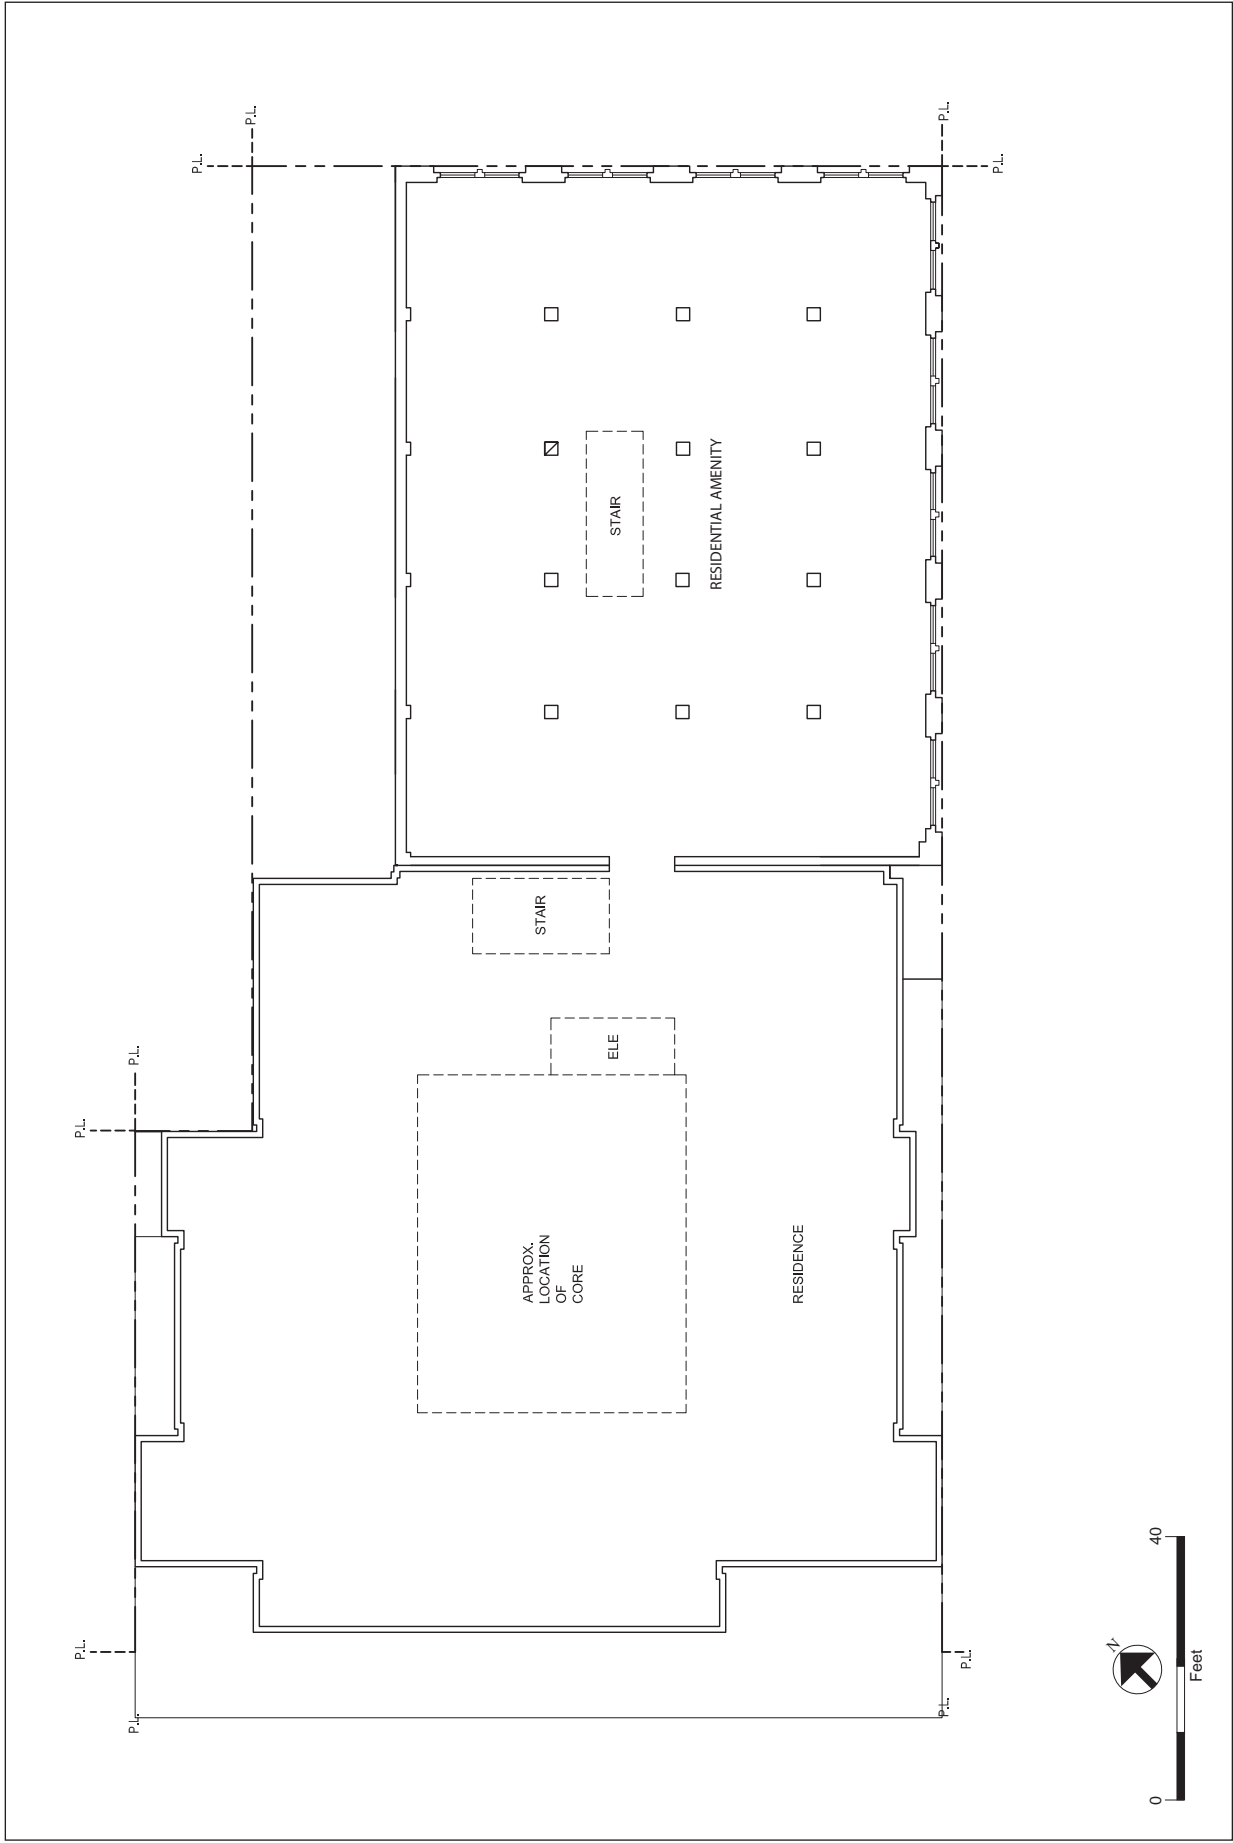 P.L.
P.L.
P.L.
P.L.
STAIR
RESIDENTIAL AMENITY
STAIR
ELE
P.L.
P.L.
APPROX.
LOCATION
OF
CORE
RESIDENCE
P.L.
P.L.
P.L.
P.L.
N
0
40
Feet